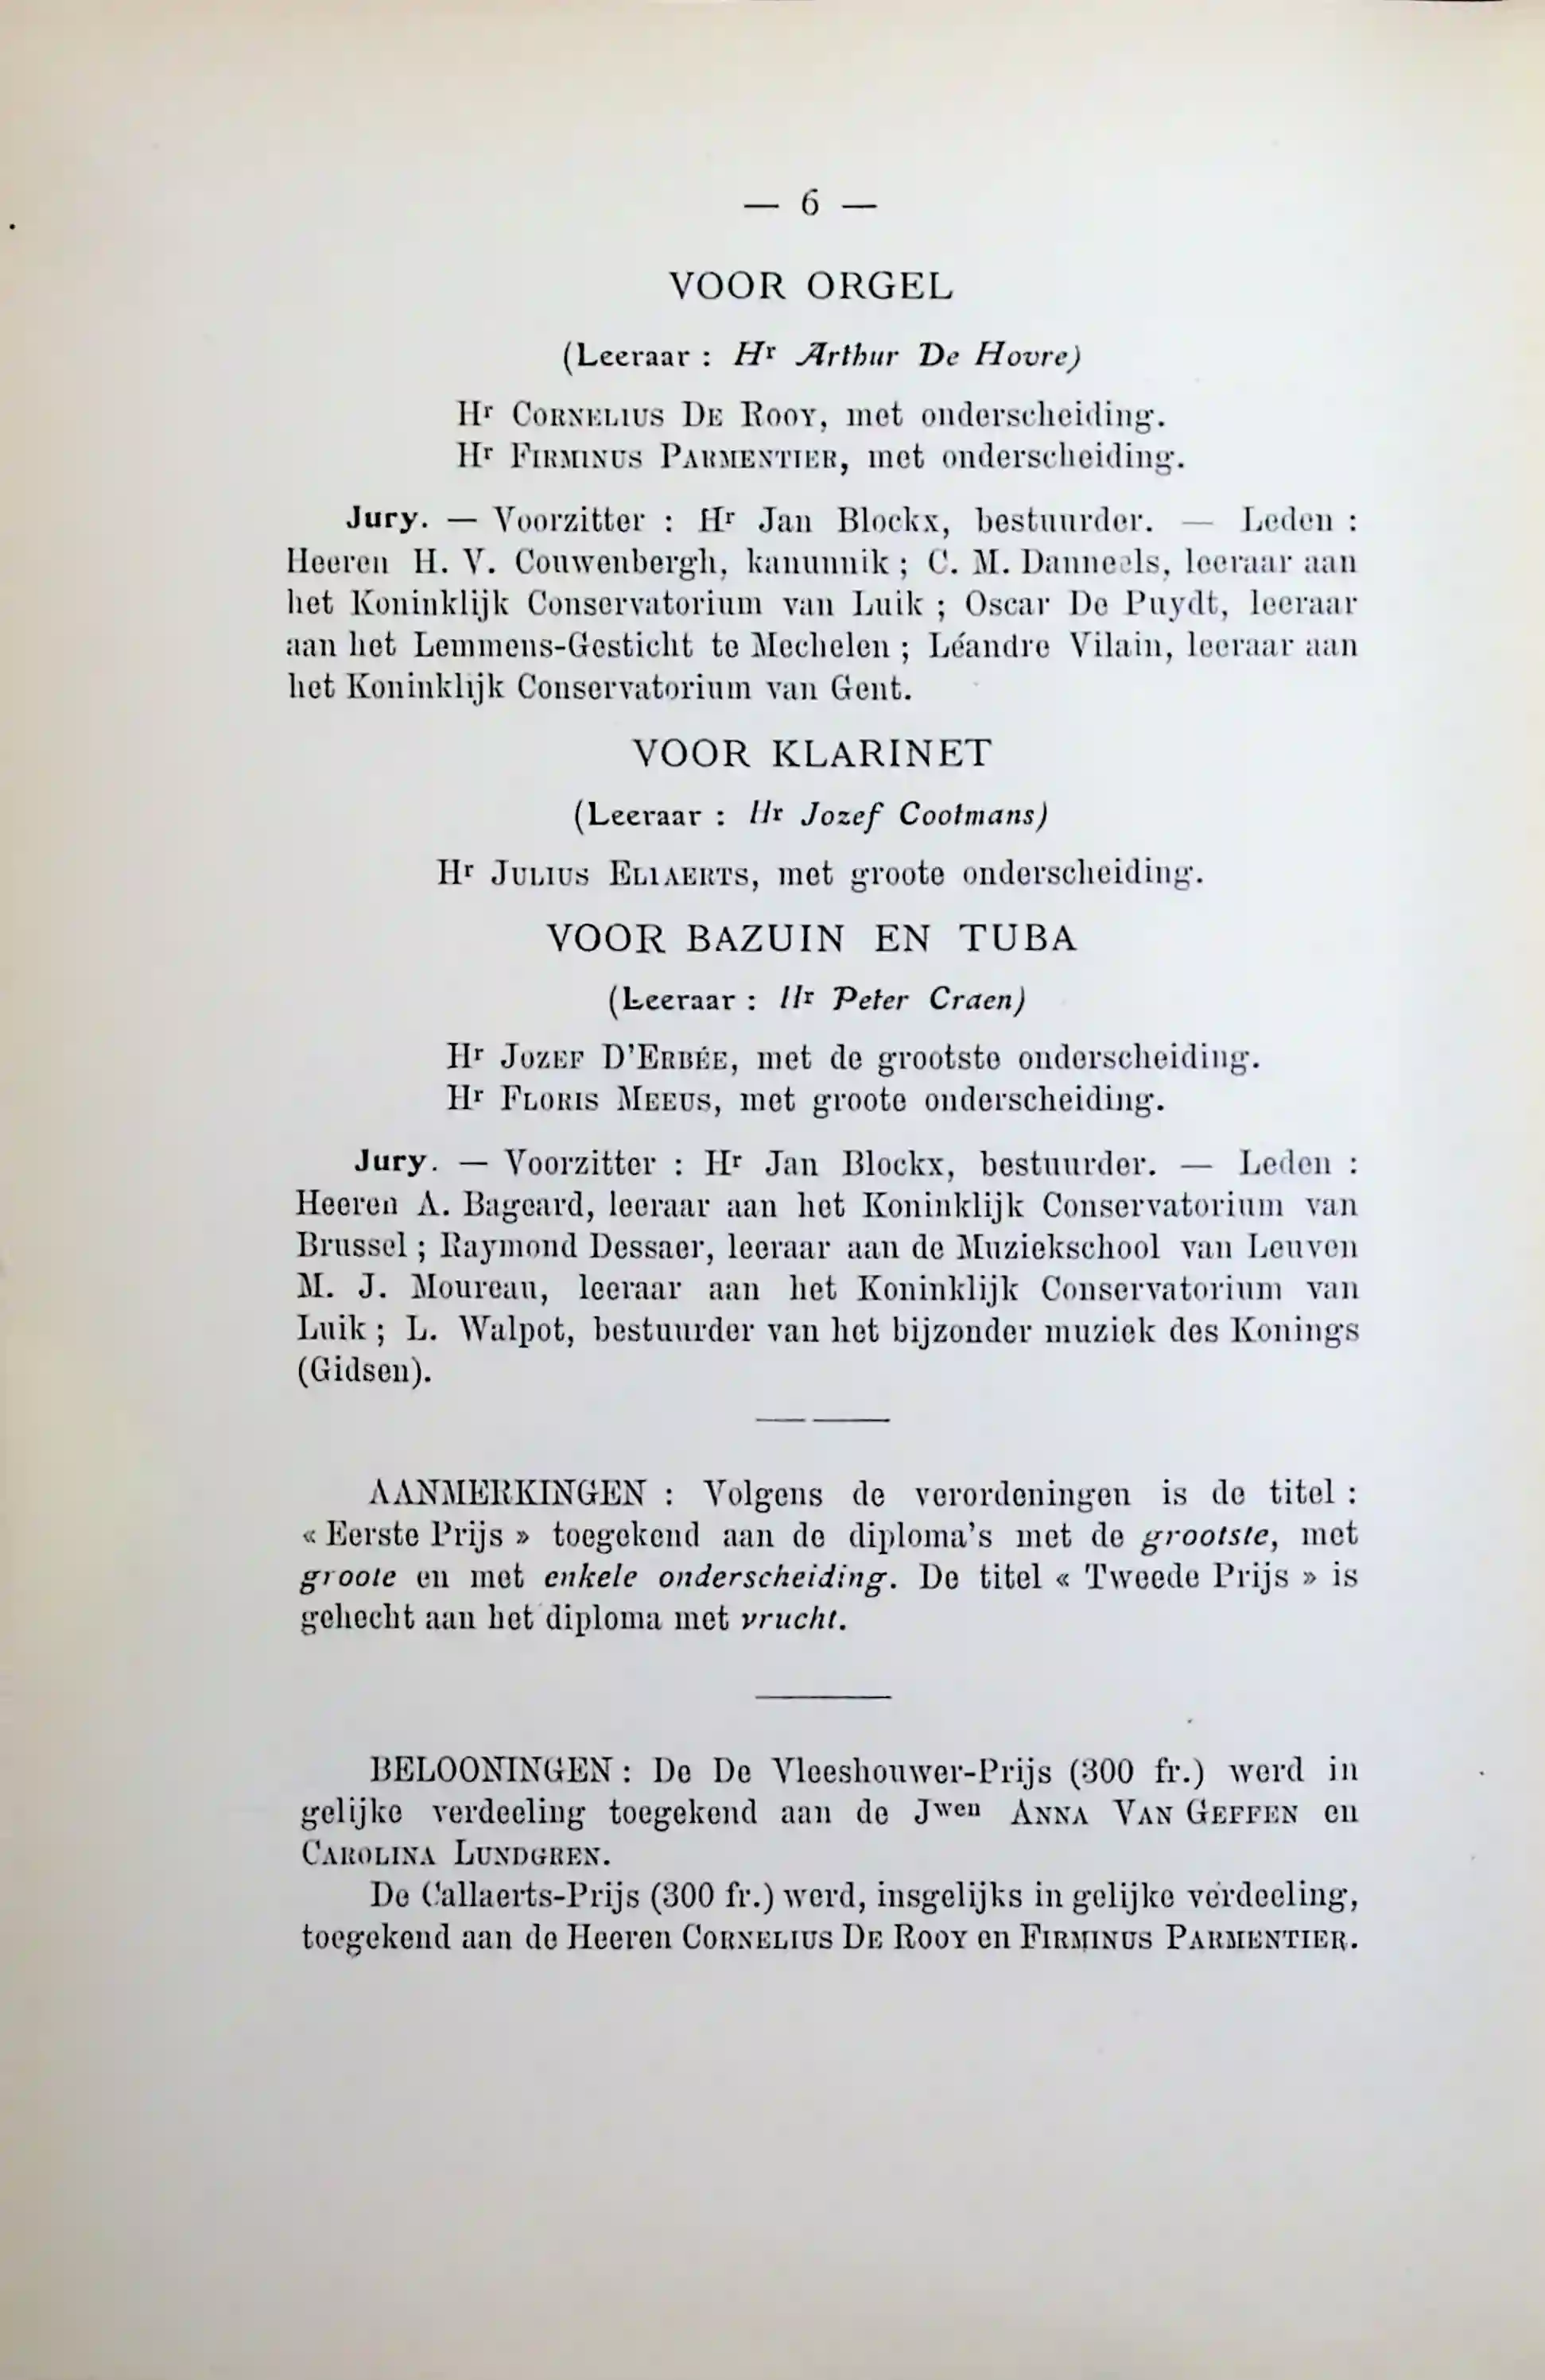 — 6 —
VOOR ORGEL
(Leeraar : Hr Arthur De Hovre)
Hr CORNELIUS DE ROOY, met onderscheiding.
Hr FIRMINUS PARMENTIER, met onderscheiding.
Jury. — Voorzitter : Hr Jan Blockx, bestuurder. — Leden :
Heeren H. V. Couwenbergh, kanunnik ; C. M. Danneels, leeraar aan
het Koninklijk Conservatorium van Luik ; Oscar De Puydt, leeraar
aan het Lemmens-Gesticht te Mechelen ; Léandre Vilain, leeraar aan
het Koninklijk Conservatorium van Gent.
VOOR KLARINET
(Leeraar : Hr Jozef Cootmans)
Hr JULIUS ELIAERTS, met groote onderscheiding.
VOOR BAZUIN EN TUBA
(Leeraar : Hr Peter Craen)
Hr JOZEF D'ERBÉE, met de grootste onderscheiding.
Hr FLORIS MEEUS, met groote onderscheiding.
Jury. — Voorzitter : Hr Jan Blockx, bestuurder. — Leden :
Heeren A. Bageard, leeraar aan het Koninklijk Conservatorium van
Brussel ; Raymond Dessaer, leeraar aan de Muziekschool van Leuven
M. J. Moureau, leeraar aan het Koninklijk Conservatorium van
Luik ; L. Walpot, bestuurder van het bijzonder muziek des Konings
(Gidsen).
AANMERKINGEN : Volgens de verordeningen is de titel :
« Eerste Prijs » toegekend aan de diploma's met de grootste, met
groote en met enkele onderscheiding. De titel « Tweede Prijs » is
gehecht aan het diploma met vrucht.
BELOONINGEN : De De Vleeshouwer-Prijs (300 fr.) werd in
gelijke verdeeling toegekend aan de Jwen ANNA VAN GEFFEN en
CAROLINA LUNDGREN.
De Callaerts-Prijs (300 fr.) werd, insgelijks in gelijke verdeeling,
toegekend aan de Heeren CORNELIUS DE ROOY en FIRMINUS PARMENTIER.